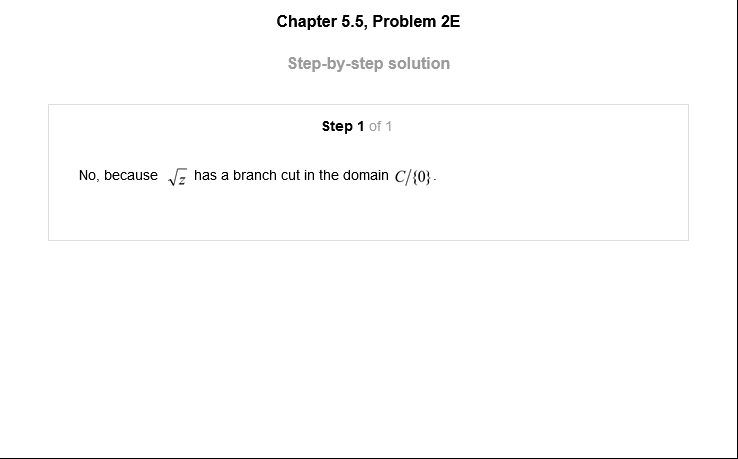 Chapter 5.5, Problem 2E
Step-by-step solution
Step 1 of 1
No, because √z has a branch cut in the domain C/{0}.